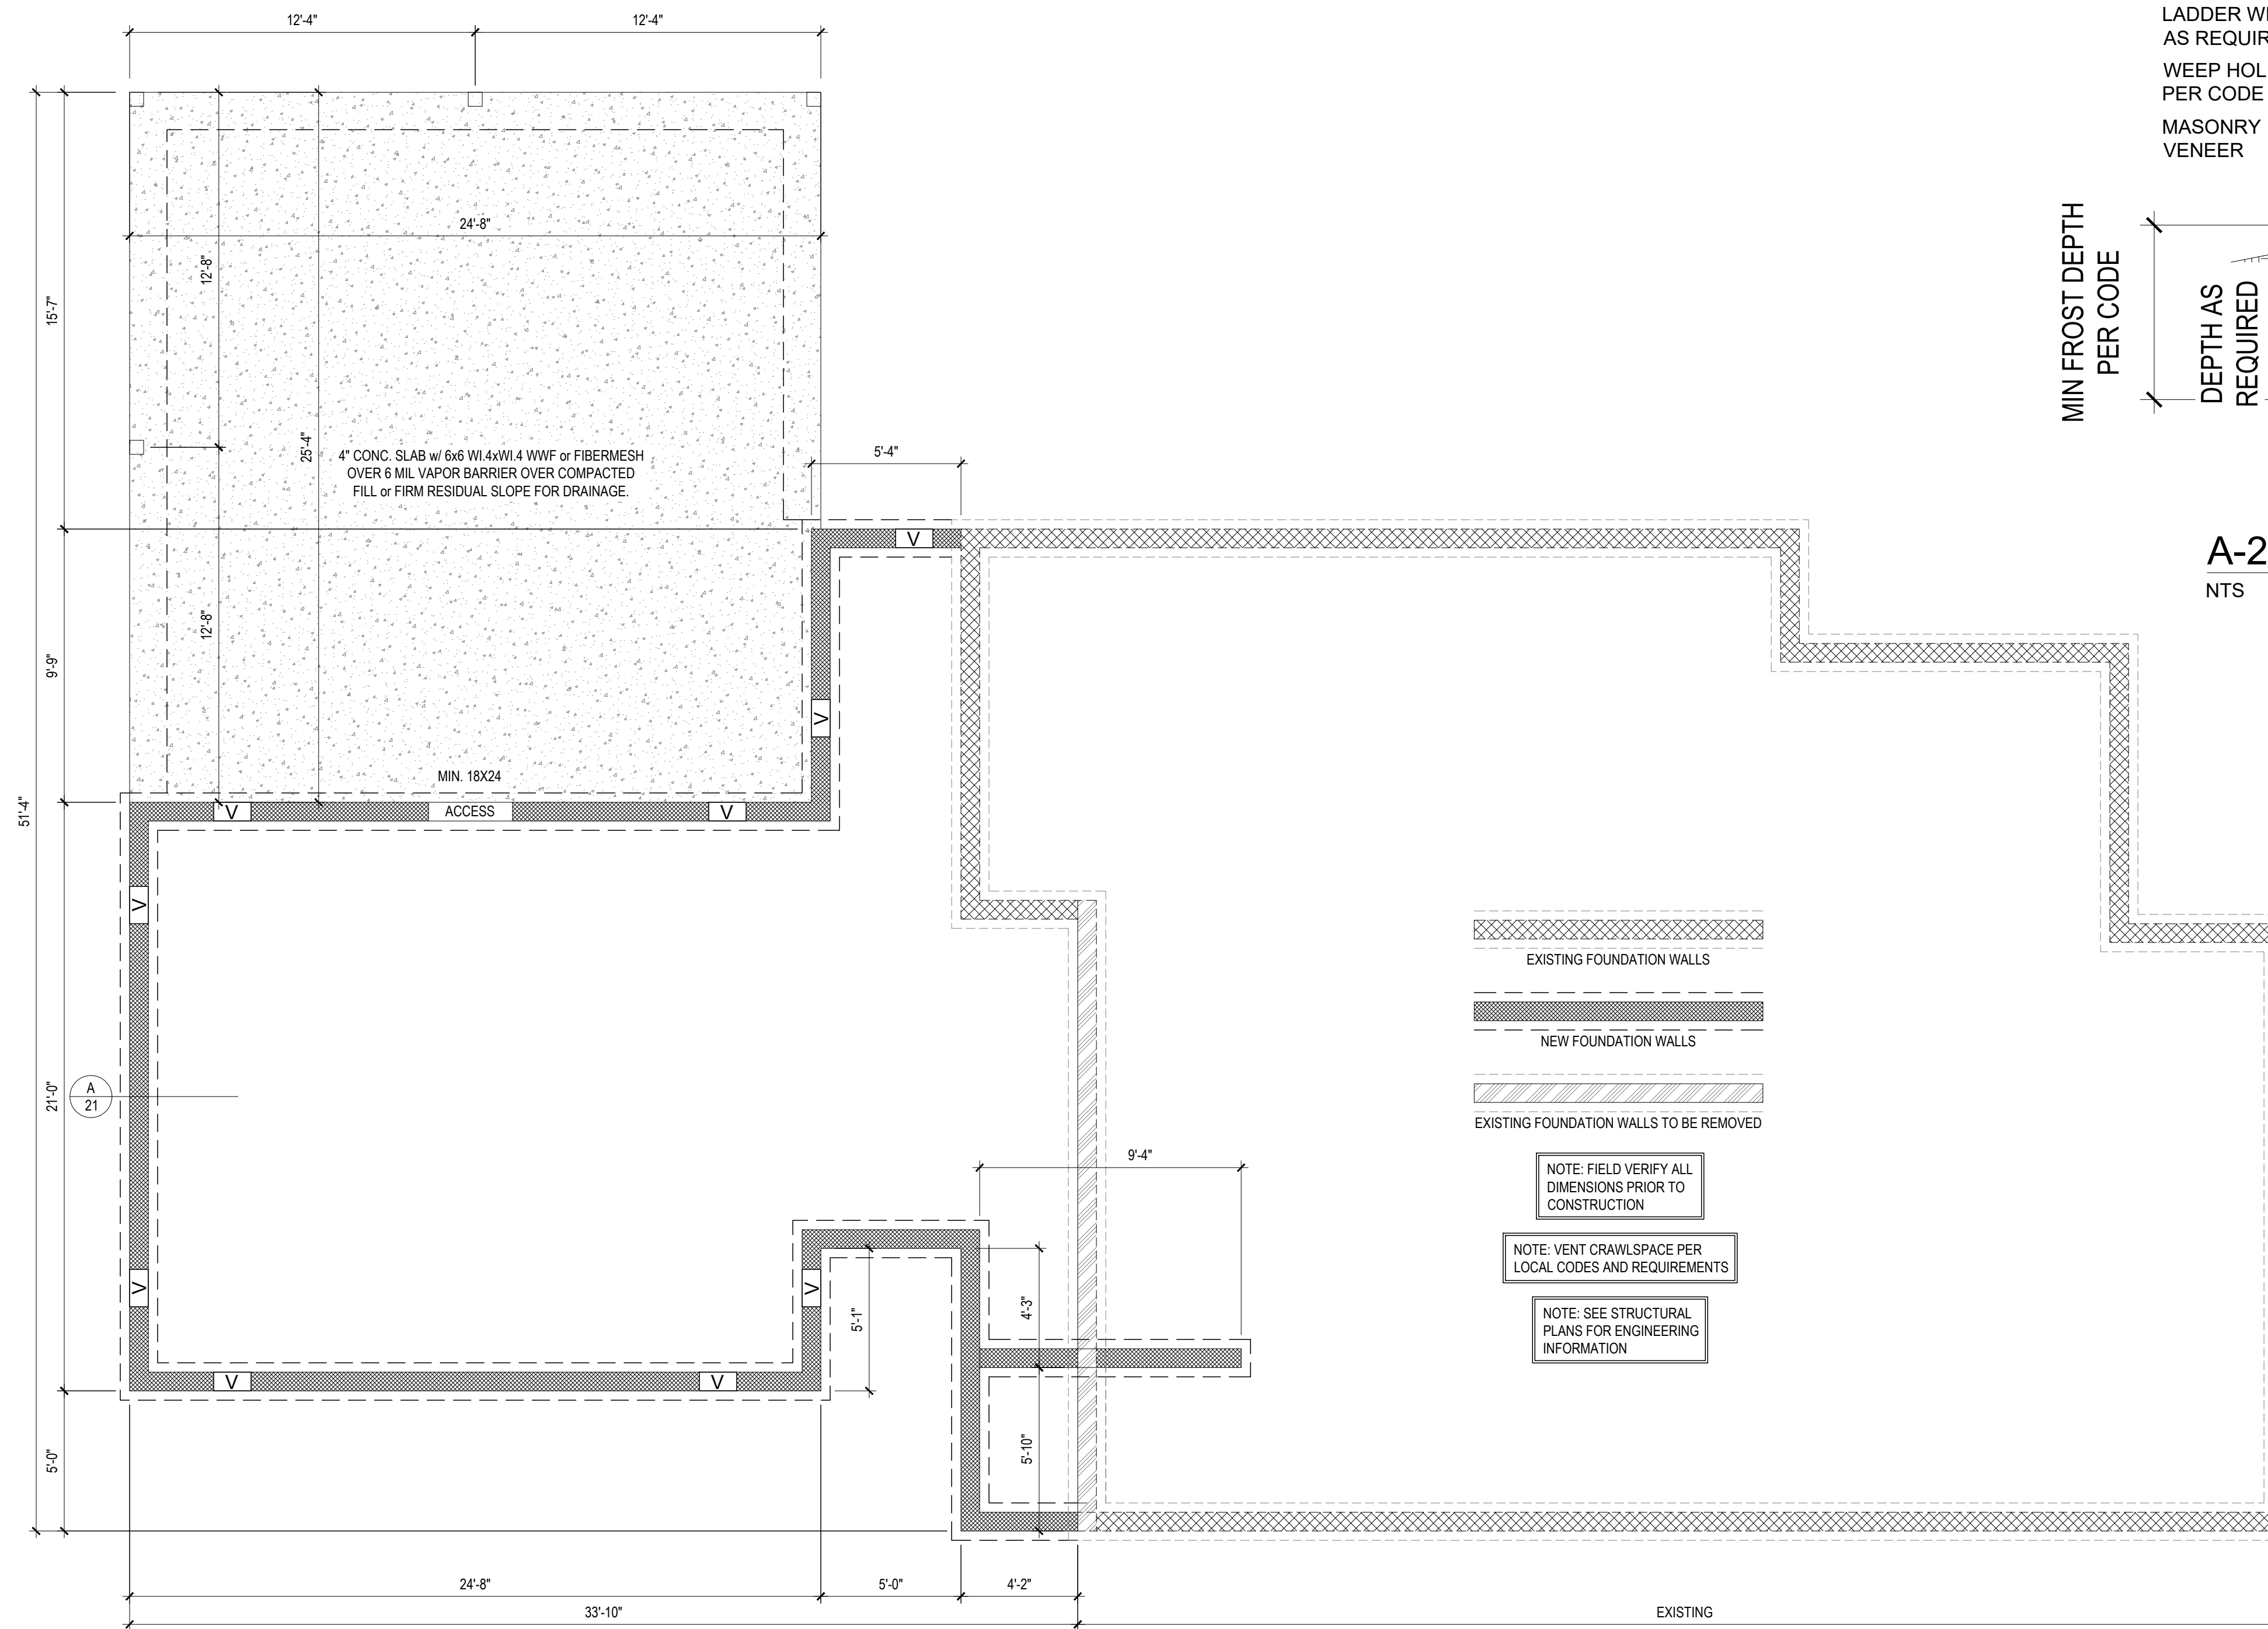 12'-4"
12'-4"
LADDER WI
AS REQUIR
WEEP HOL
PER CODE
MASONRY
VENEER
MIN FROST DEPTH
PER CODE
DEPTH AS
REQUIRED
24'-8"
12'-8"
15'-7"
25'-4"
4" CONC. SLAB w/ 6x6 WI.4xWI.4 WWF or FIBERMESH
OVER 6 MIL VAPOR BARRIER OVER COMPACTED
FILL or FIRM RESIDUAL SLOPE FOR DRAINAGE.
5'-4"
V
A-2
NTS
12'-8"
9'-9"
V
MIN. 18X24
51'-4"
V
ACCESS
V
V
EXISTING FOUNDATION WALLS
NEW FOUNDATION WALLS
21'-0"
A
21
EXISTING FOUNDATION WALLS TO BE REMOVED
9'-4"
NOTE: FIELD VERIFY ALL
DIMENSIONS PRIOR TO
CONSTRUCTION
NOTE: VENT CRAWLSPACE PER
LOCAL CODES AND REQUIREMENTS
V
V
5'-1"
4'-3"
NOTE: SEE STRUCTURAL
PLANS FOR ENGINEERING
INFORMATION
V
V
5'-0"
5'-10"
24'-8"
5'-0"
4'-2"
33'-10"
EXISTING